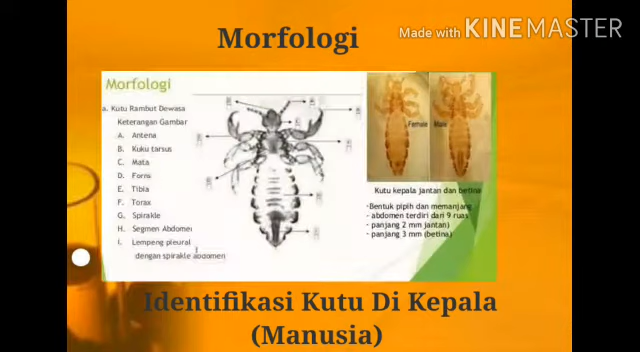 Morfologi
Made with KINEMASTER
Morfologi
a. Kutu Rambut Dewasa
Keterangan Gambar
A. Antena
B. Kuku tarsus
C. Mata
D. Forns
E. Tibia
F. Torax
G. Spirakle
H. Segmen Abdomen
I. Lempeng pleural
dengan spirakle abdomen
Female Male
Kutu kepala jantan dan betina
-Bentuk pipih dan memanjang
- abdomen terdiri dari 9 ruas
- panjang 2 mm jantan)
- panjang 3 mm (betina)
Identifikasi Kutu Di Kepala
(Manusia)